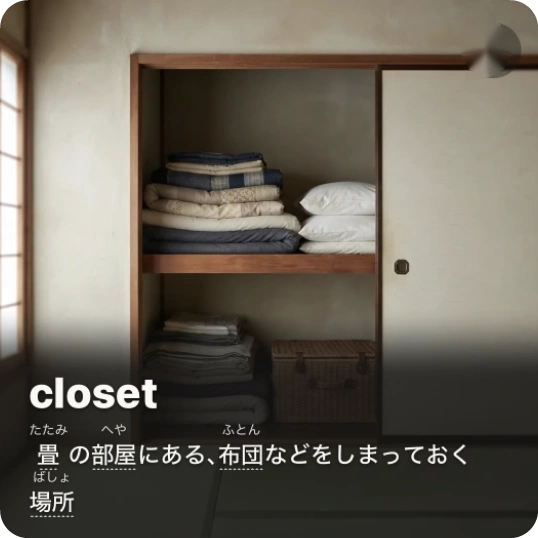 closet
たたみ へや ふとん
畳の部屋にある、布団などをしまっておく
ばしょ
場所